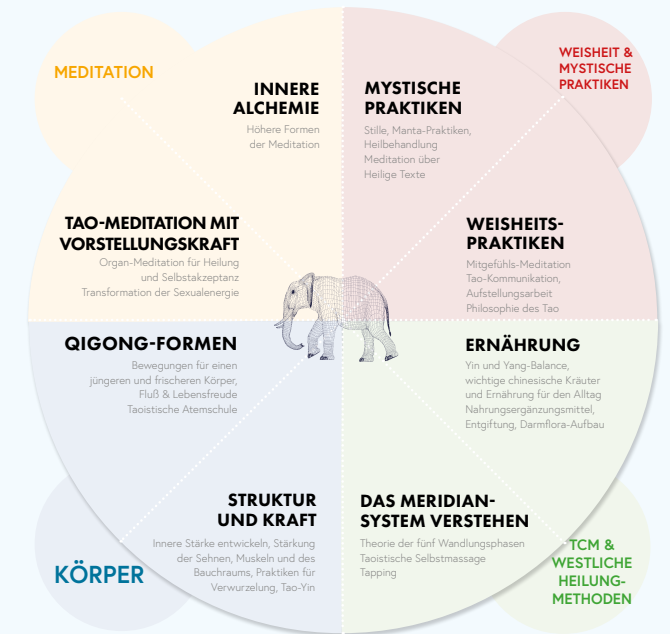 MEDITATION
INNERE
ALCHEMIE
Höhere Formen
der Meditation
MYSTISCHE
PRAKTIKEN
Stille, Manta-Praktiken,
Heilbehandlung
Meditation über
Heilige Texte
WEISHEIT &
MYSTISCHE
PRAKTIKEN
TAO-MEDITATION MIT
VORSTELLUNGSKRAFT
Organ-Meditation für Heilung
und Selbstakzeptanz
Transformation der Sexualenergie
WEISHEITS-
PRAKTIKEN
Mitgefühls-Meditation
Tao-Kommunikation,
Aufstellungsarbeit
Philosophie des Tao
QIGONG-FORMEN
Bewegungen für einen
jüngeren und frischeren Körper,
Fluß & Lebensfreude
Taoistische Atemschule
ERNÄHRUNG
Yin und Yang-Balance,
wichtige chinesische Kräuter
und Ernährung für den Alltag
Nahrungsergänzungsmittel,
Entgiftung, Darmflora-Aufbau
STRUKTUR
UND KRAFT
Innere Stärke entwickeln, Stärkung
der Sehnen, Muskeln und des
Bauchraums, Praktiken für
Verwurzelung, Tao-Yin
DAS MERIDIAN-
SYSTEM VERSTEHEN
Theorie der fünf Wandlungsphasen
Taoistische Selbstmassage
Tapping
KÖRPER
TCM &
WESTLICHE
HEILUNG-
METHODEN